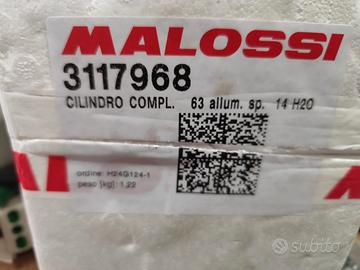 MALOSSI
3117968
CILINDRO COMPL. 63 allum. sp. 14 H2O
ordine: H24G124-1
peso [kg]: 1,22
subito